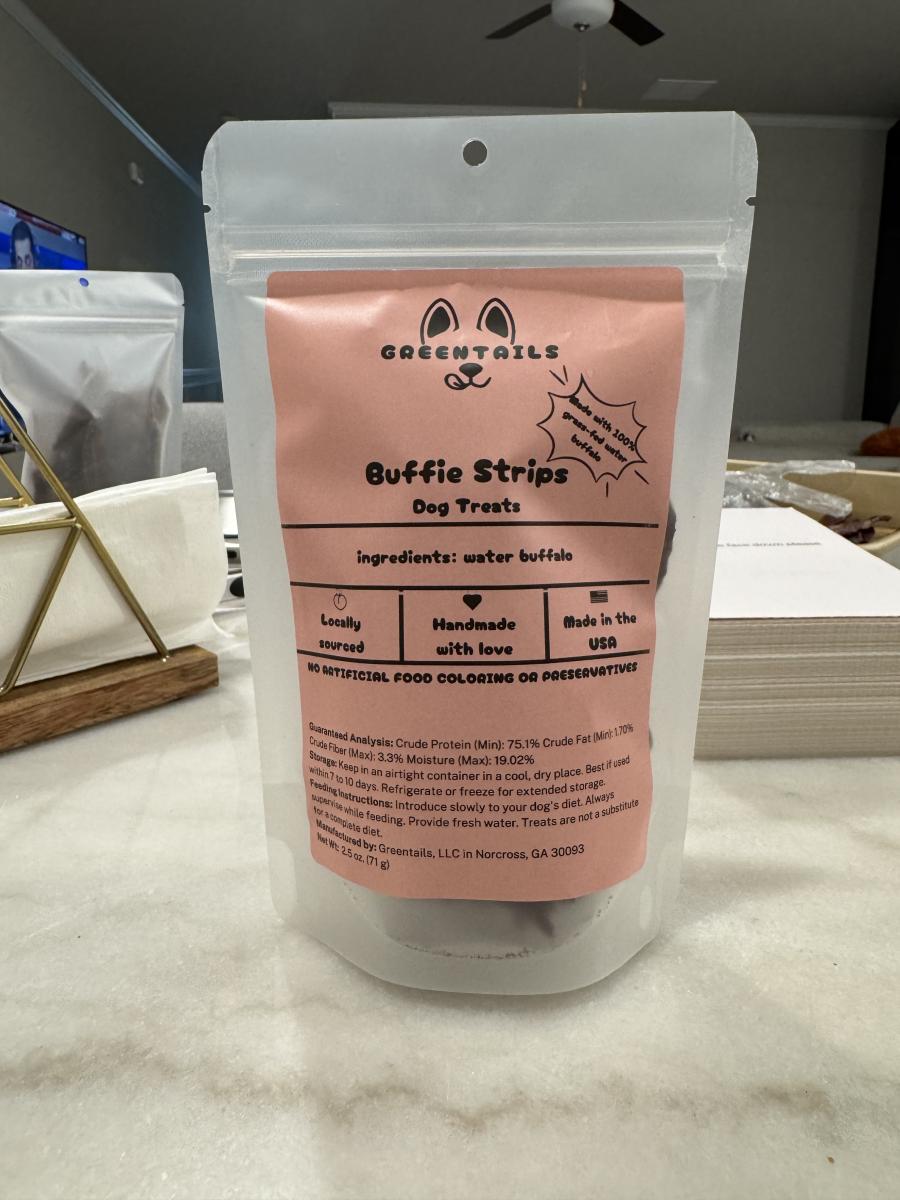 GREENTAILS
Made with 100%
grass-fed water
buffalo
Buffie Strips
Dog Treats
ingredients: water buffalo
Locally
sourced
Handmade
with love
Made in the
USA
NO ARTIFICIAL FOOD COLORING OR PRESERVATIVES
Guaranteed Analysis: Crude Protein (Min): 75.1% Crude Fat (Min): 1.70%
Crude Fiber (Max): 3.3% Moisture (Max): 19.02%
Storage: Keep in an airtight container in a cool, dry place. Best if used
within 7 to 10 days. Refrigerate or freeze for extended storage.
Feeding Instructions: Introduce slowly to your dog's diet. Always
supervise while feeding. Provide fresh water. Treats are not a substitute
for a complete diet.
Manufactured by: Greentails, LLC in Norcross, GA 30093
Net Wt: 2.5 oz. (71 g)
face down please